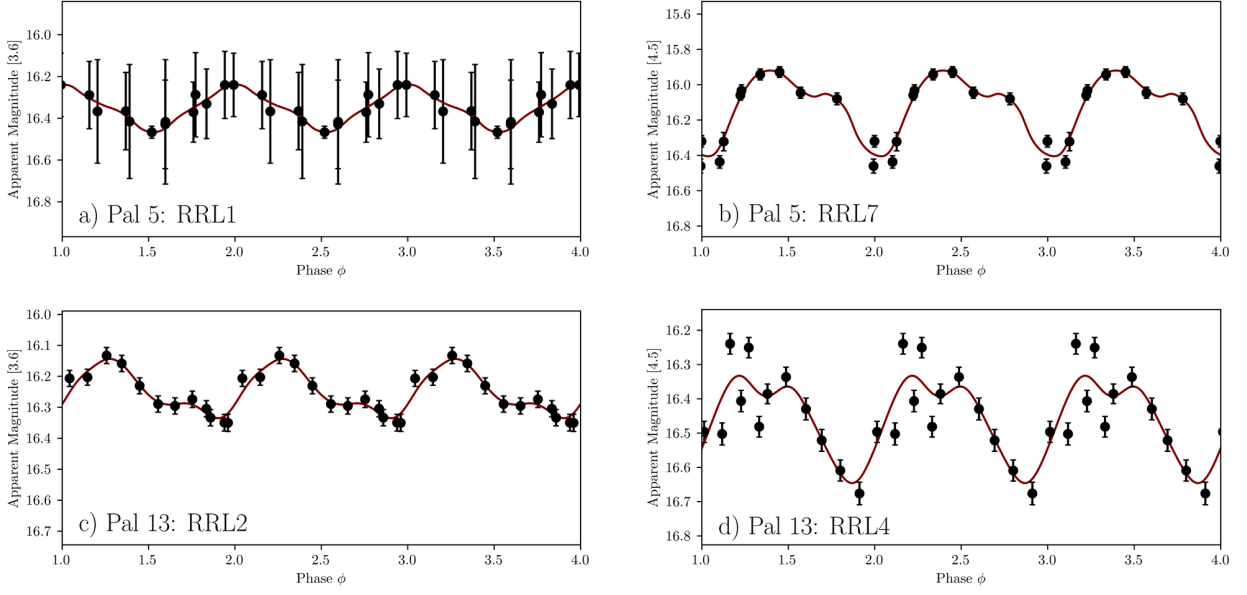 16.0
16.2
16.4
16.6
16.8
Apparent Magnitude [3.6]
a) Pal 5: RRL1
1.0 1.5 2.0 2.5 3.0 3.5 4.0
Phase ϕ
15.6
15.8
16.0
16.2
16.4
16.6
16.8
Apparent Magnitude [4.5]
b) Pal 5: RRL7
1.0 1.5 2.0 2.5 3.0 3.5 4.0
Phase ϕ
16.0
16.1
16.2
16.3
16.4
16.5
16.6
16.7
Apparent Magnitude [3.6]
c) Pal 13: RRL2
1.0 1.5 2.0 2.5 3.0 3.5 4.0
Phase ϕ
16.2
16.3
16.4
16.5
16.6
16.7
16.8
Apparent Magnitude [4.5]
d) Pal 13: RRL4
1.0 1.5 2.0 2.5 3.0 3.5 4.0
Phase ϕ